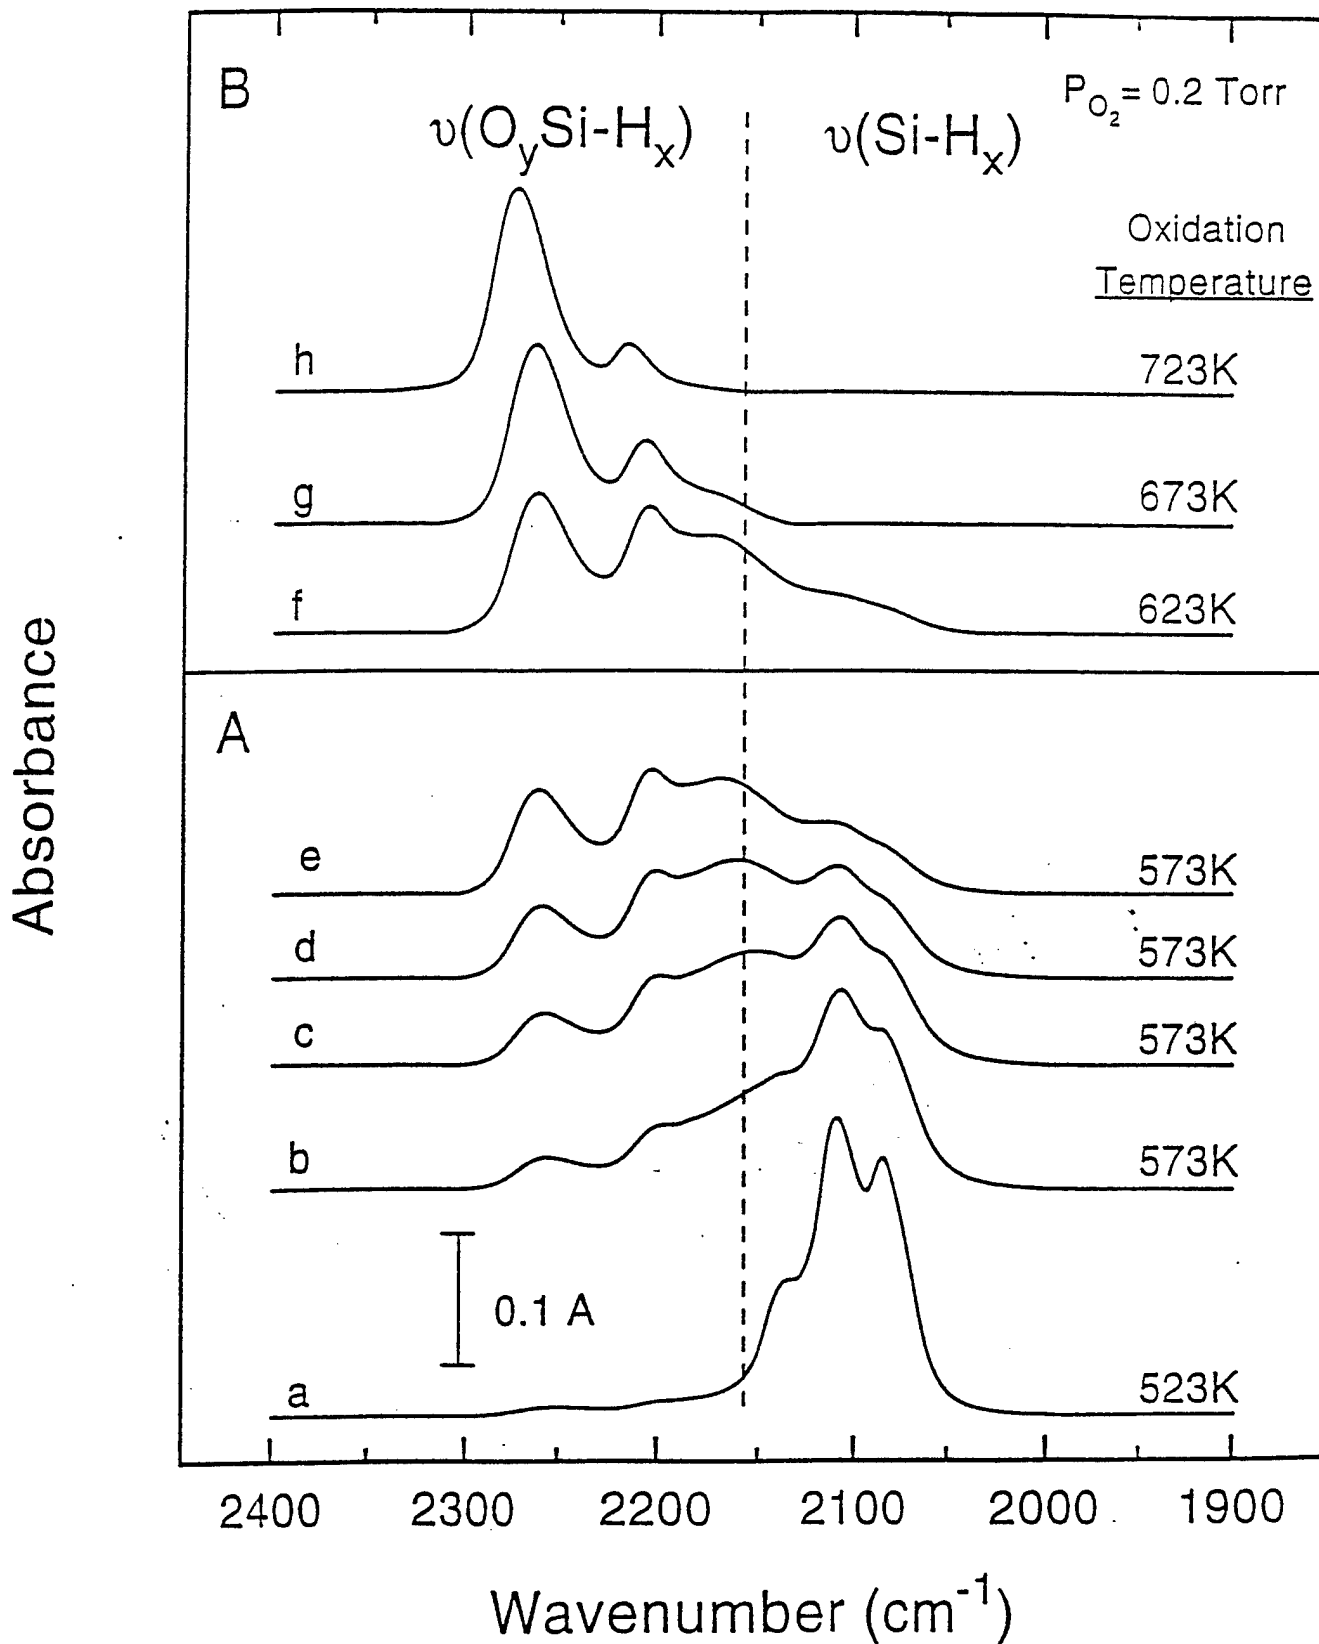 B
P_O₂ = 0.2 Torr
υ(O_ySi-H_x)
υ(Si-H_x)
Oxidation
Temperature
h
723K
g
673K
f
623K
A
e
573K
d
573K
c
573K
b
573K
0.1 A
a
523K
2400 2300 2200 2100 2000 1900
Wavenumber (cm⁻¹)
Absorbance